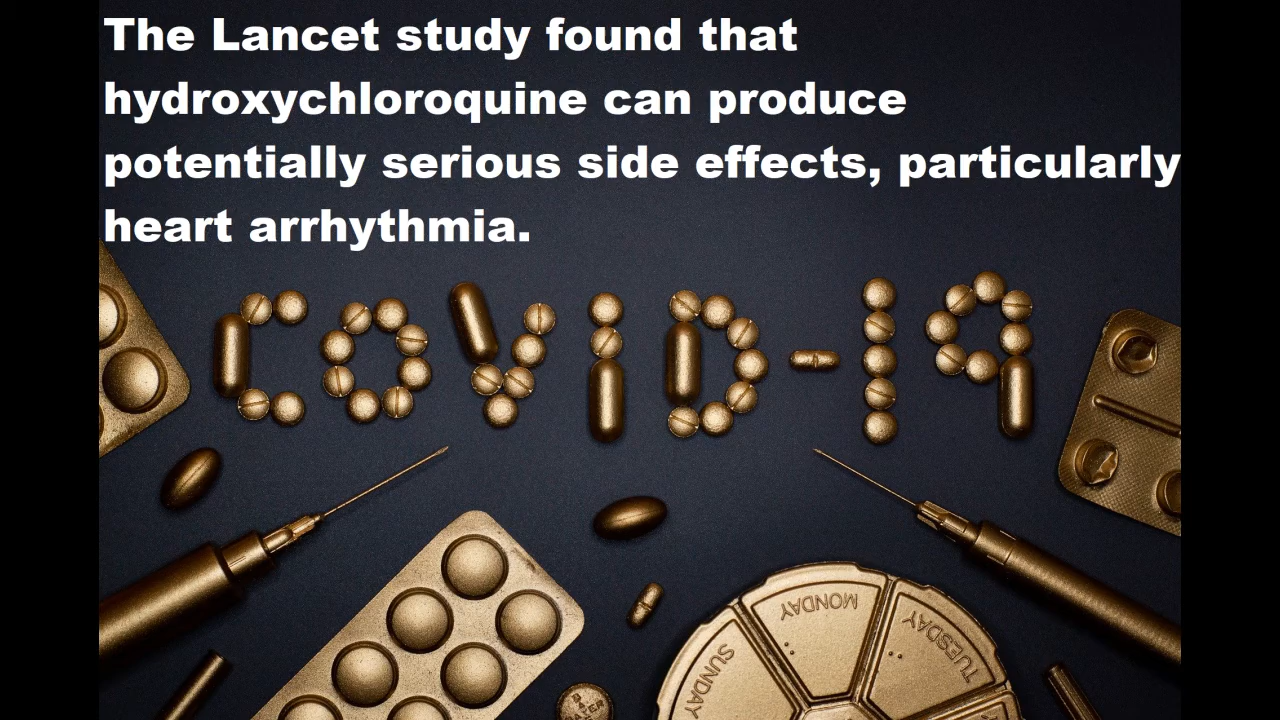 The Lancet study found that
hydroxychloroquine can produce
potentially serious side effects, particularly
heart arrhythmia.
COVID-19
MONDAY
TUESDAY
SUNDAY